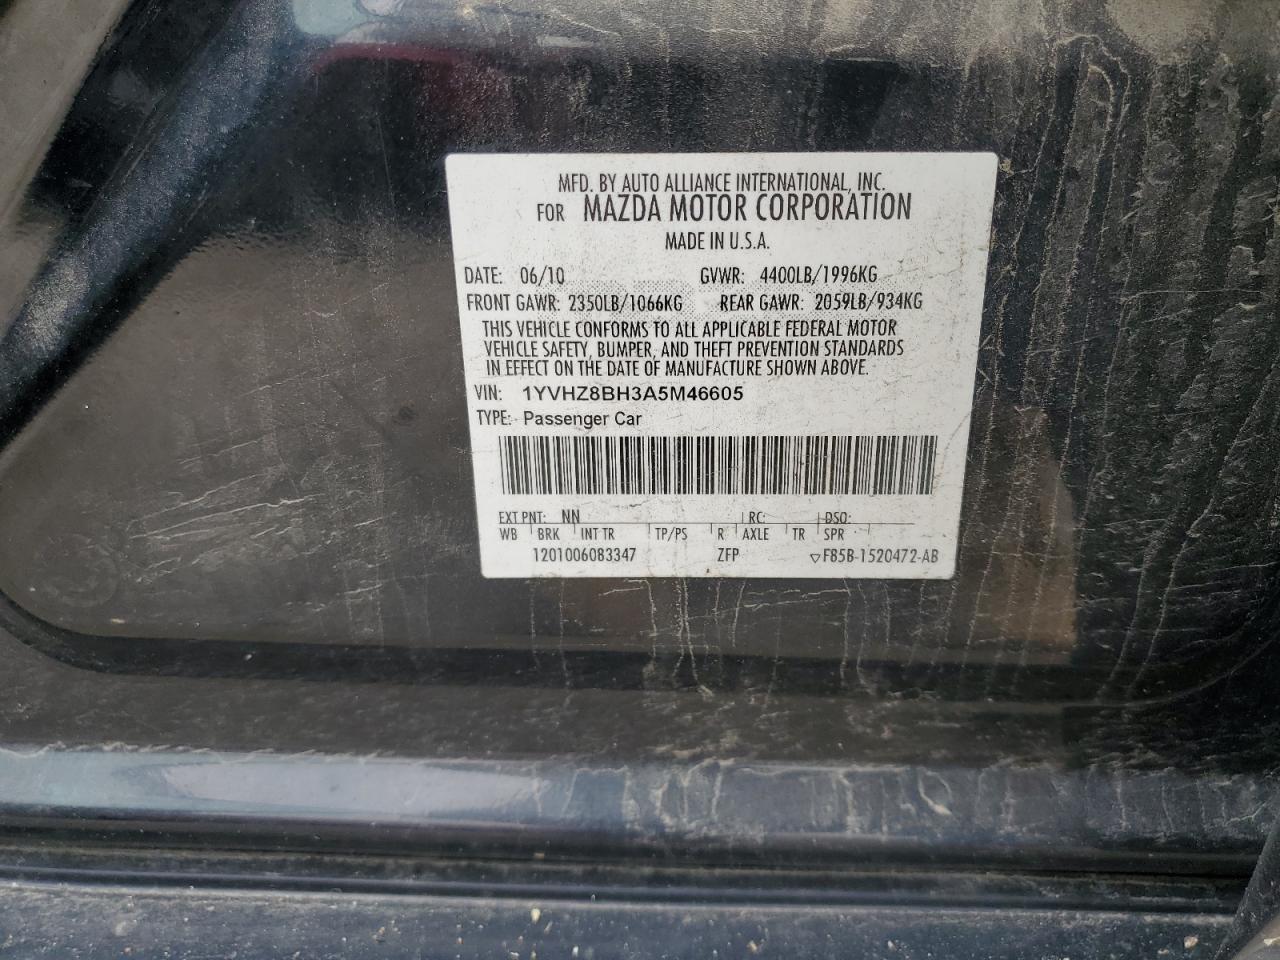 MFD. BY AUTO ALLIANCE INTERNATIONAL, INC.
FOR MAZDA MOTOR CORPORATION
MADE IN U.S.A.
DATE: 06/10 GVWR: 4400LB/1996KG
FRONT GAWR: 2350LB/1066KG REAR GAWR: 2059LB/934KG
THIS VEHICLE CONFORMS TO ALL APPLICABLE FEDERAL MOTOR
VEHICLE SAFETY, BUMPER, AND THEFT PREVENTION STANDARDS
IN EFFECT ON THE DATE OF MANUFACTURE SHOWN ABOVE.
VIN: 1YVHZ8BH3A5M46605
TYPE: Passenger Car
EXT PNT: NN RC: DSO:
WB BRK INT TR TP/PS R AXLE TR SPR
1201006083347 ZFP ▽F85B-1520472-AB